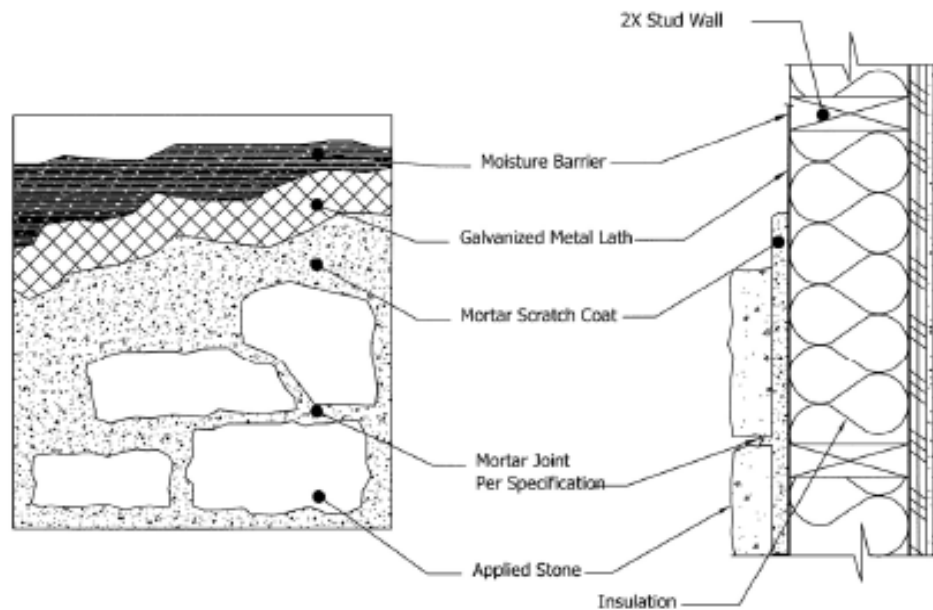 2X Stud Wall
Moisture Barrier
Galvanized Metal Lath
Mortar Scratch Coat
Mortar Joint
Per Specification
Applied Stone
Insulation